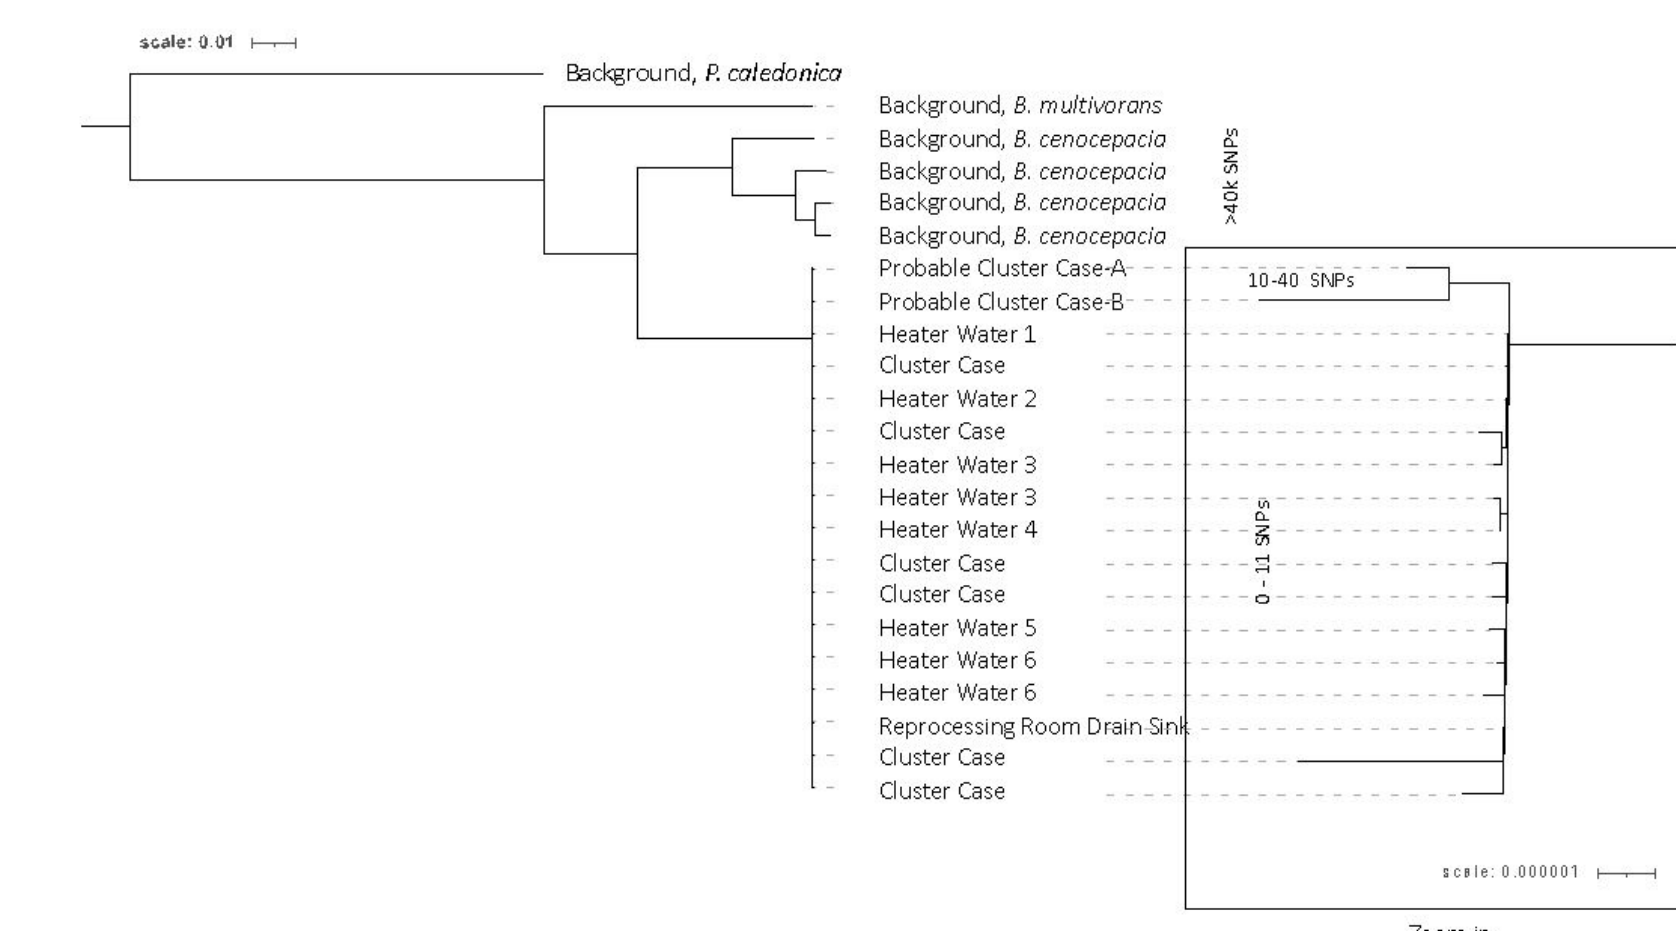 scale: 0.01
Background, P. caledonica
Background, B. multivorans
Background, B. cenocepacia
Background, B. cenocepacia
Background, B. cenocepacia
Background, B. cenocepacia
>40k SNPs
Probable Cluster Case-A
10-40 SNPs
Probable Cluster Case-B
Heater Water 1
Cluster Case
Heater Water 2
Cluster Case
Heater Water 3
Heater Water 3
Heater Water 4
0 - 11 SNPs
Cluster Case
Cluster Case
Heater Water 5
Heater Water 6
Heater Water 6
Reprocessing Room Drain Sink
Cluster Case
Cluster Case
scale: 0.000001